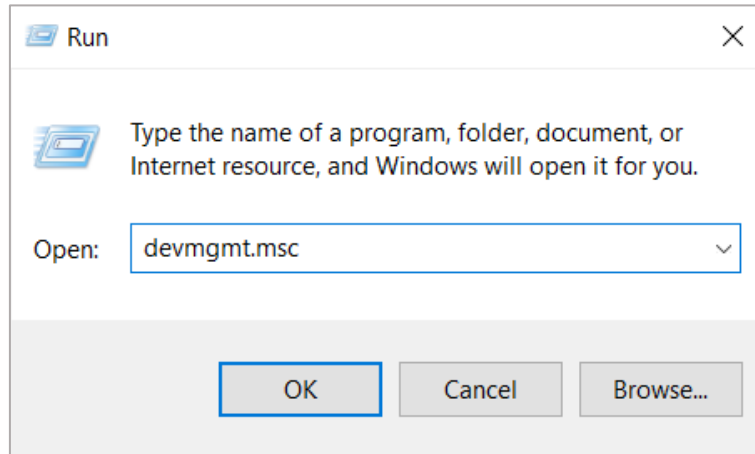 Run
Type the name of a program, folder, document, or
Internet resource, and Windows will open it for you.
Open: devmgmt.msc
OK Cancel Browse...